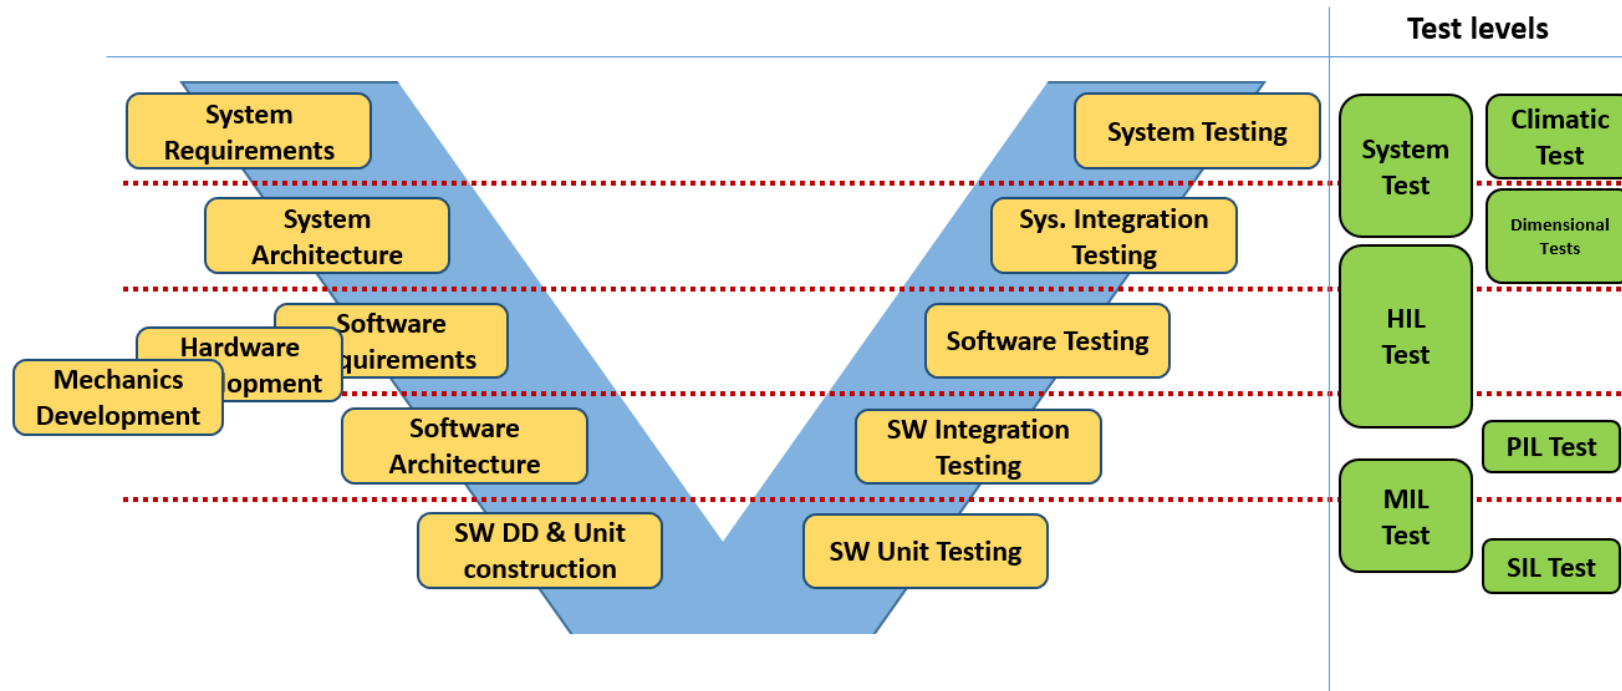 Test levels
System
Requirements
System
Architecture
Software
quirements
Hardware
lopment
Mechanics
Development
Software
Architecture
SW DD & Unit
construction
System Testing
Sys. Integration
Testing
Software Testing
SW Integration
Testing
SW Unit Testing
System
Test
Climatic
Test
Dimensional
Tests
HIL
Test
PIL Test
MIL
Test
SIL Test